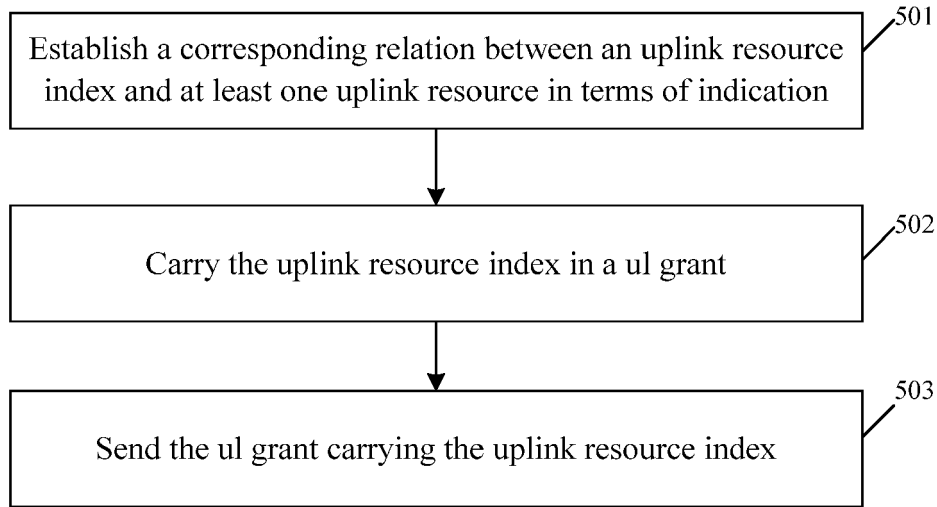 501
Establish a corresponding relation between an uplink resource
index and at least one uplink resource in terms of indication
502
Carry the uplink resource index in a ul grant
503
Send the ul grant carrying the uplink resource index